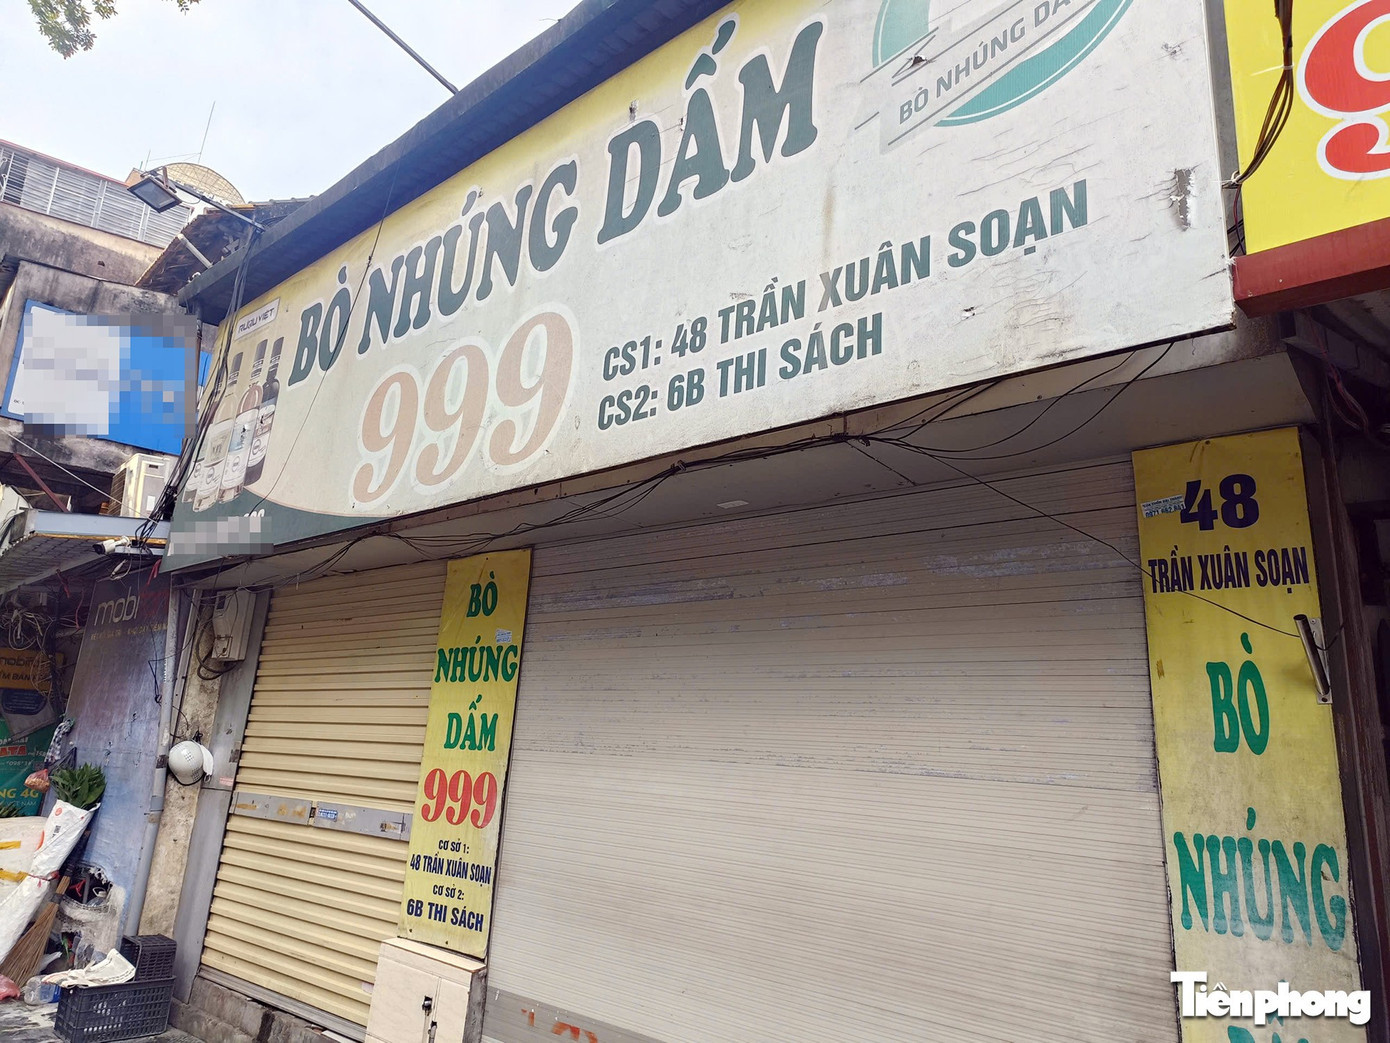 BÒ NHÚNG DẤM
BÒ NHÚNG DẤM
999
CS1: 48 TRẦN XUÂN SOẠN
CS2: 6B THI SÁCH
BÒ
NHÚNG
DẤM
999
CƠ SỞ 1:
48 TRẦN XUÂN SOẠN
CƠ SỞ 2:
6B THI SÁCH
48
TRẦN XUÂN SOẠN
BÒ
NHÚNG
mobi
Tiênphong